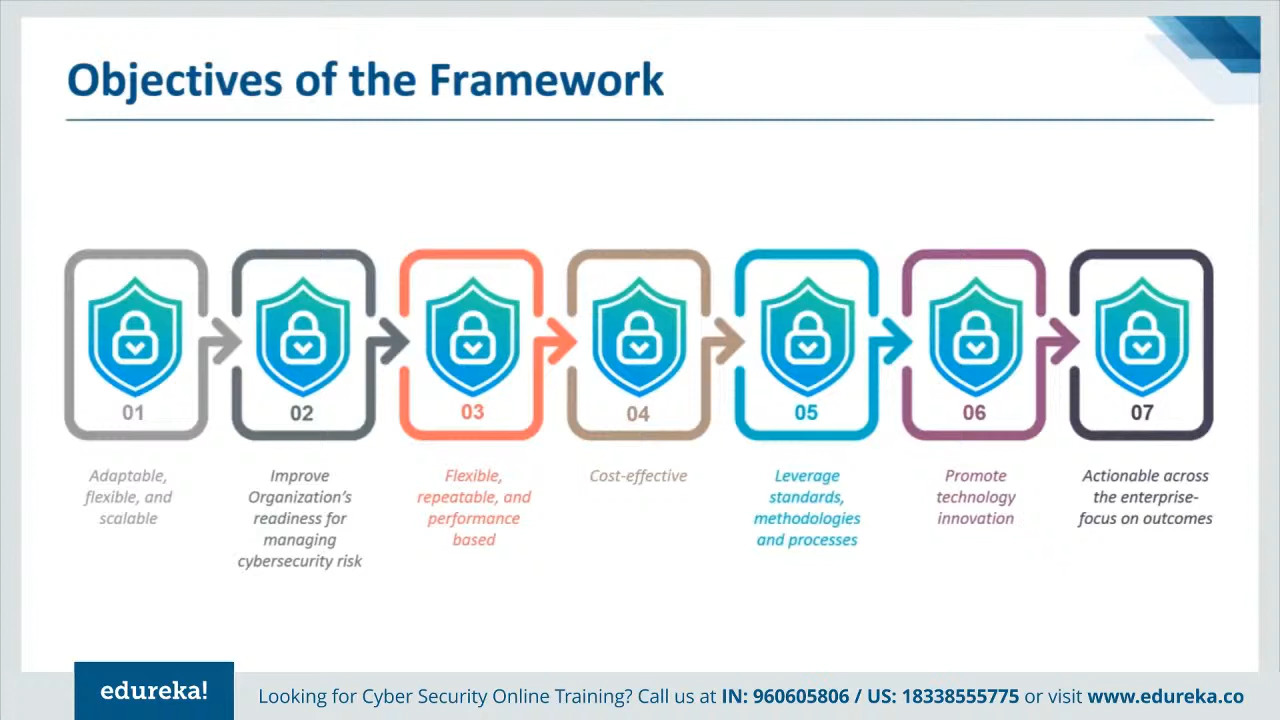 Objectives of the Framework
01
02
03
04
05
06
07
Adaptable,
flexible, and
scalable
Improve
Organization's
readiness for
managing
cybersecurity risk
Flexible,
repeatable, and
performance
based
Cost-effective
Leverage
standards,
methodologies
and processes
Promote
technology
innovation
Actionable across
the enterprise-
focus on outcomes
edureka!
Looking for Cyber Security Online Training? Call us at IN: 960605806 / US: 18338555775 or visit www.edureka.co